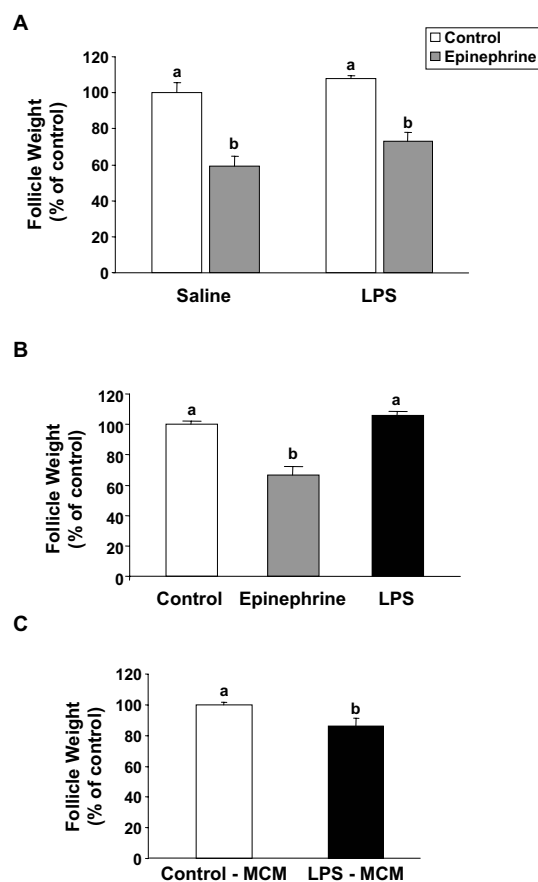 A
Control
Epinephrine
Follicle Weight
(% of control)
120
100
80
60
40
20
0
a
b
a
b
Saline
LPS
B
Follicle Weight
(% of control)
120
100
80
60
40
20
0
a
b
a
Control
Epinephrine
LPS
C
Follicle Weight
(% of control)
120
100
80
60
40
20
0
a
b
Control - MCM
LPS - MCM